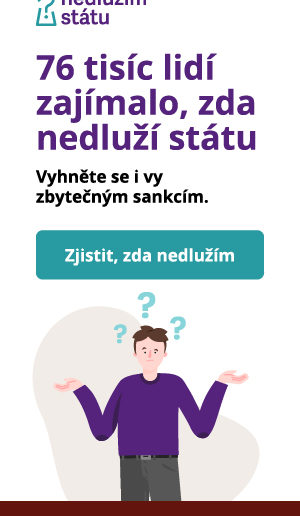 nedlužím
státu
76 tisíc lidí
zajímalo, zda
nedluží státu
Vyhněte se i vy
zbytečným sankcím.
Zjistit, zda nedlužím
? ? ?